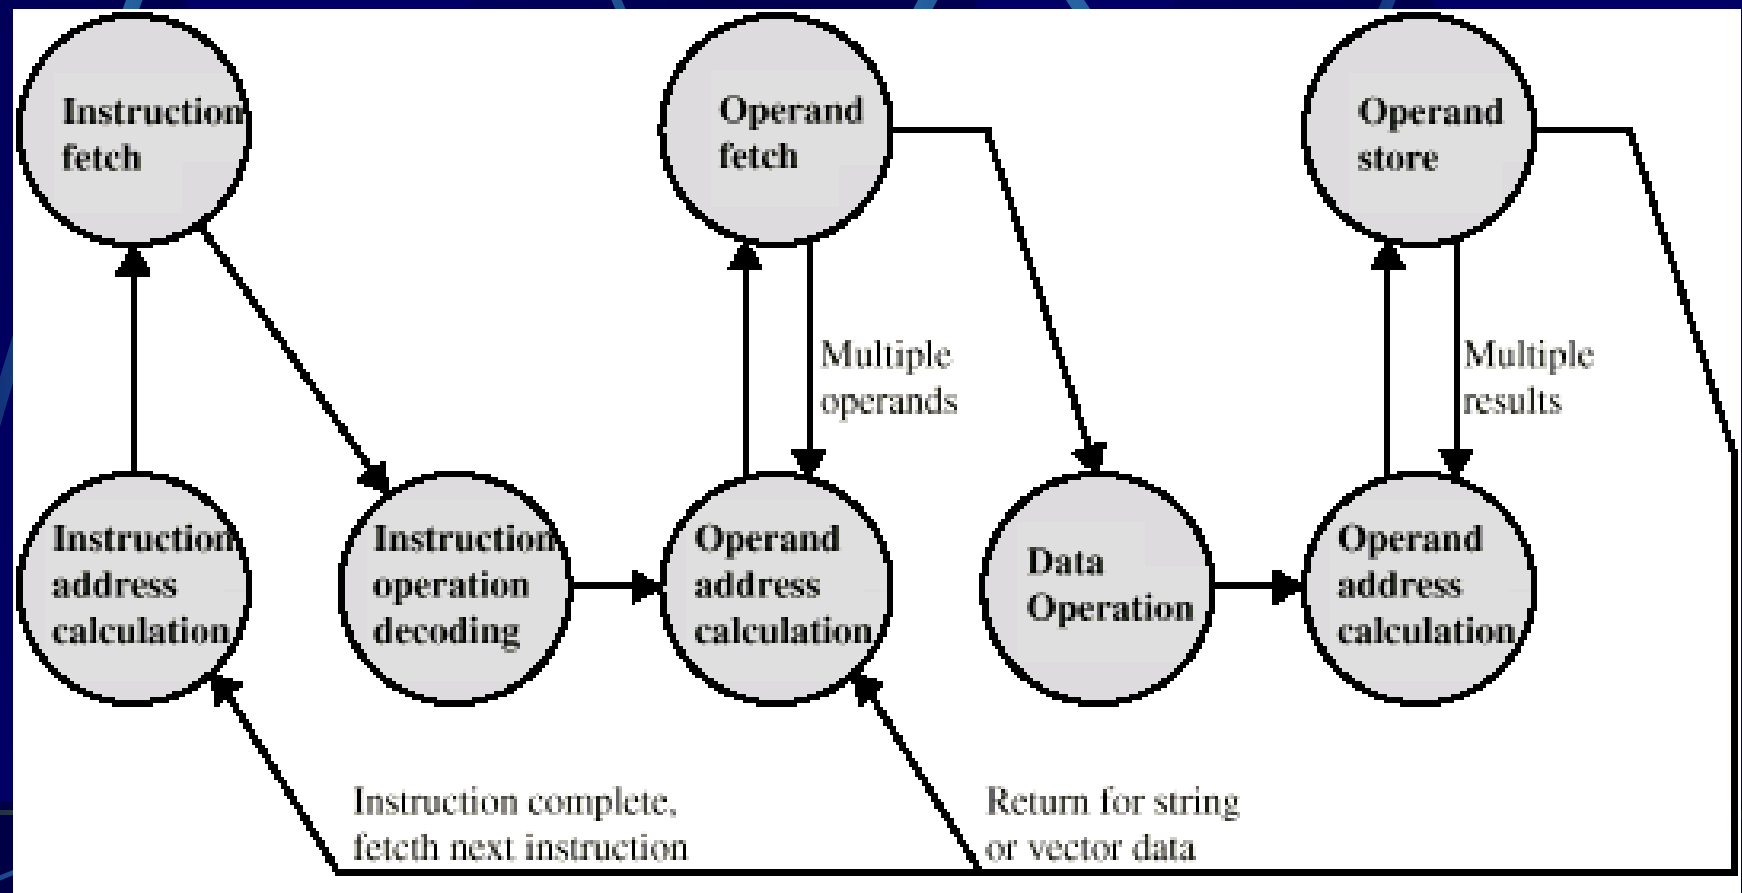 Instruction
fetch
Operand
fetch
Operand
store
Multiple
operands
Multiple
results
Instruction
address
calculation
Instruction
operation
decoding
Operand
address
calculation
Data
Operation
Operand
address
calculation
Instruction complete,
fetcth next instruction
Return for string
or vector data